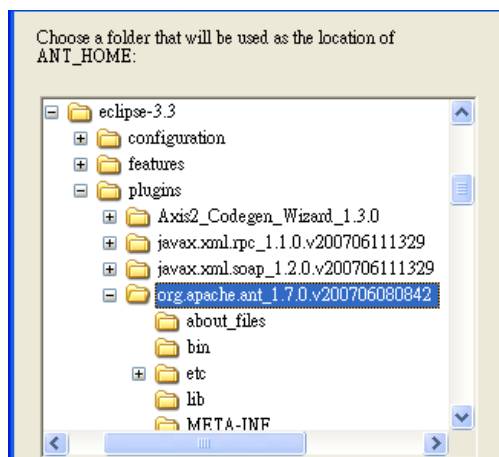 Choose a folder that will be used as the location of
ANT_HOME:
eclipse-3.3
configuration
features
plugins
Axis2_Codegen_Wizard_1.3.0
javax.xml.rpc_1.1.0.v200706111329
javax.xml.soap_1.2.0.v200706111329
org.apache.ant_1.7.0.v200706080842
about_files
bin
etc
lib
META-INF